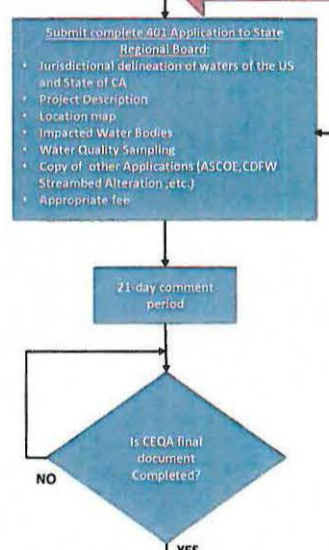 Submit complete 401 Application to State
Regional Board:
• Jurisdictional delineation of waters of the US
and State of CA
• Project Description
• Location map
• Impacted Water Bodies
• Water Quality Sampling
• Copy of other Applications (ASCOE,CDFW
Streambed Alteration ,etc.)
• Appropriate fee
21-day comment
period
Is CEQA final
document
Completed?
NO
YES